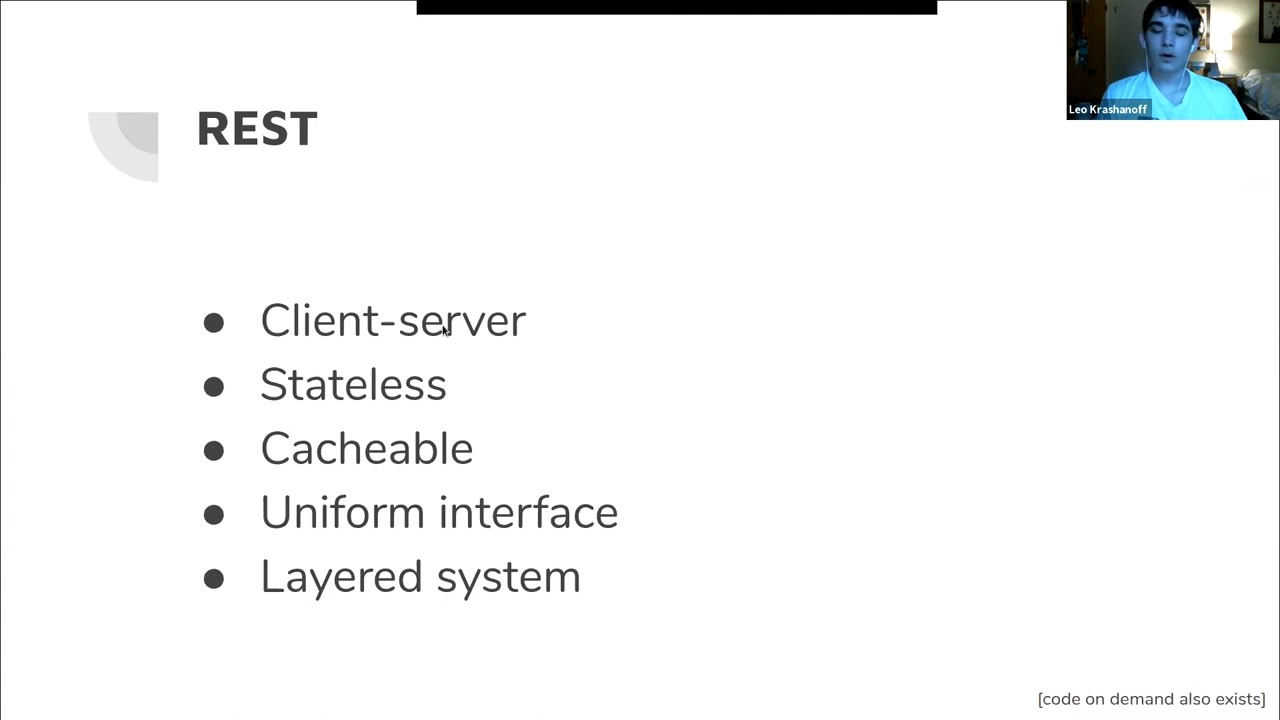 REST
Leo Krashanoff
● Client-server
● Stateless
● Cacheable
● Uniform interface
● Layered system
[code on demand also exists]